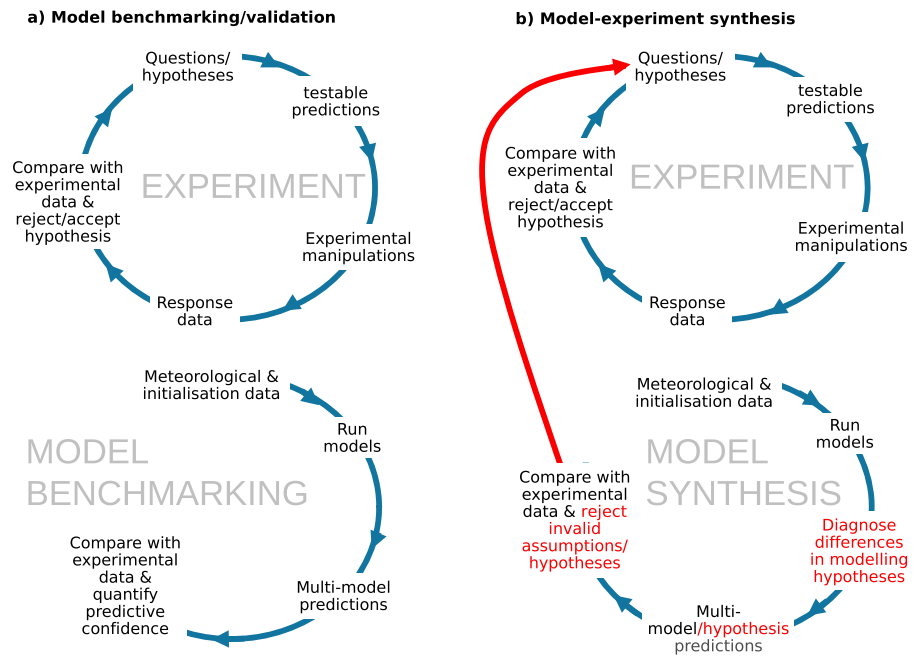 a) Model benchmarking/validation
Questions/
hypotheses
testable
predictions
Experimental
manipulations
Response
data
Compare with
experimental
data &
reject/accept
hypothesis
EXPERIMENT
Meteorological &
initialisation data
Run
models
Multi-model
predictions
Compare with
experimental
data &
quantify
predictive
confidence
MODEL
BENCHMARKING
b) Model-experiment synthesis
Questions/
hypotheses
testable
predictions
Experimental
manipulations
Response
data
Compare with
experimental
data &
reject/accept
hypothesis
EXPERIMENT
Meteorological &
initialisation data
Run
models
Diagnose
differences
in modelling
hypotheses
Multi-
model/hypothesis
predictions
Compare with
experimental
data & reject
invalid
assumptions/
hypotheses
MODEL
SYNTHESIS